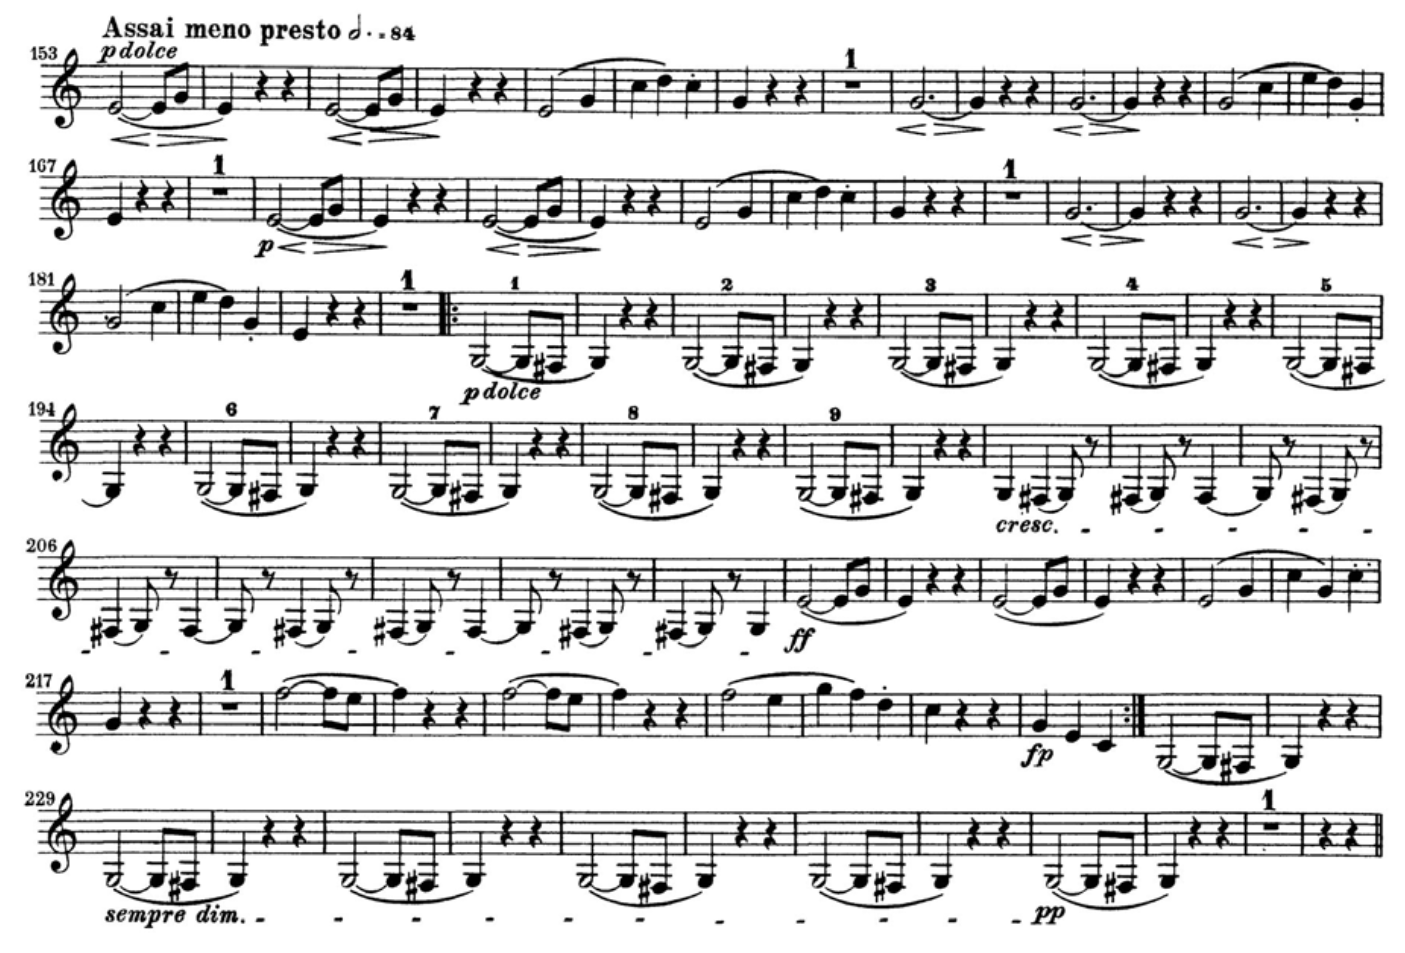 Assai meno presto 𝅗𝅥. = 84
p dolce
153 1
167 1 1
p
181 1 1 2 3 4 5
p dolce
194 6 7 8 9
cresc. - - - - -
206
- - - - - - - - ff
217 1
fp
229 1
sempre dim. - - - - - - - - - - - pp